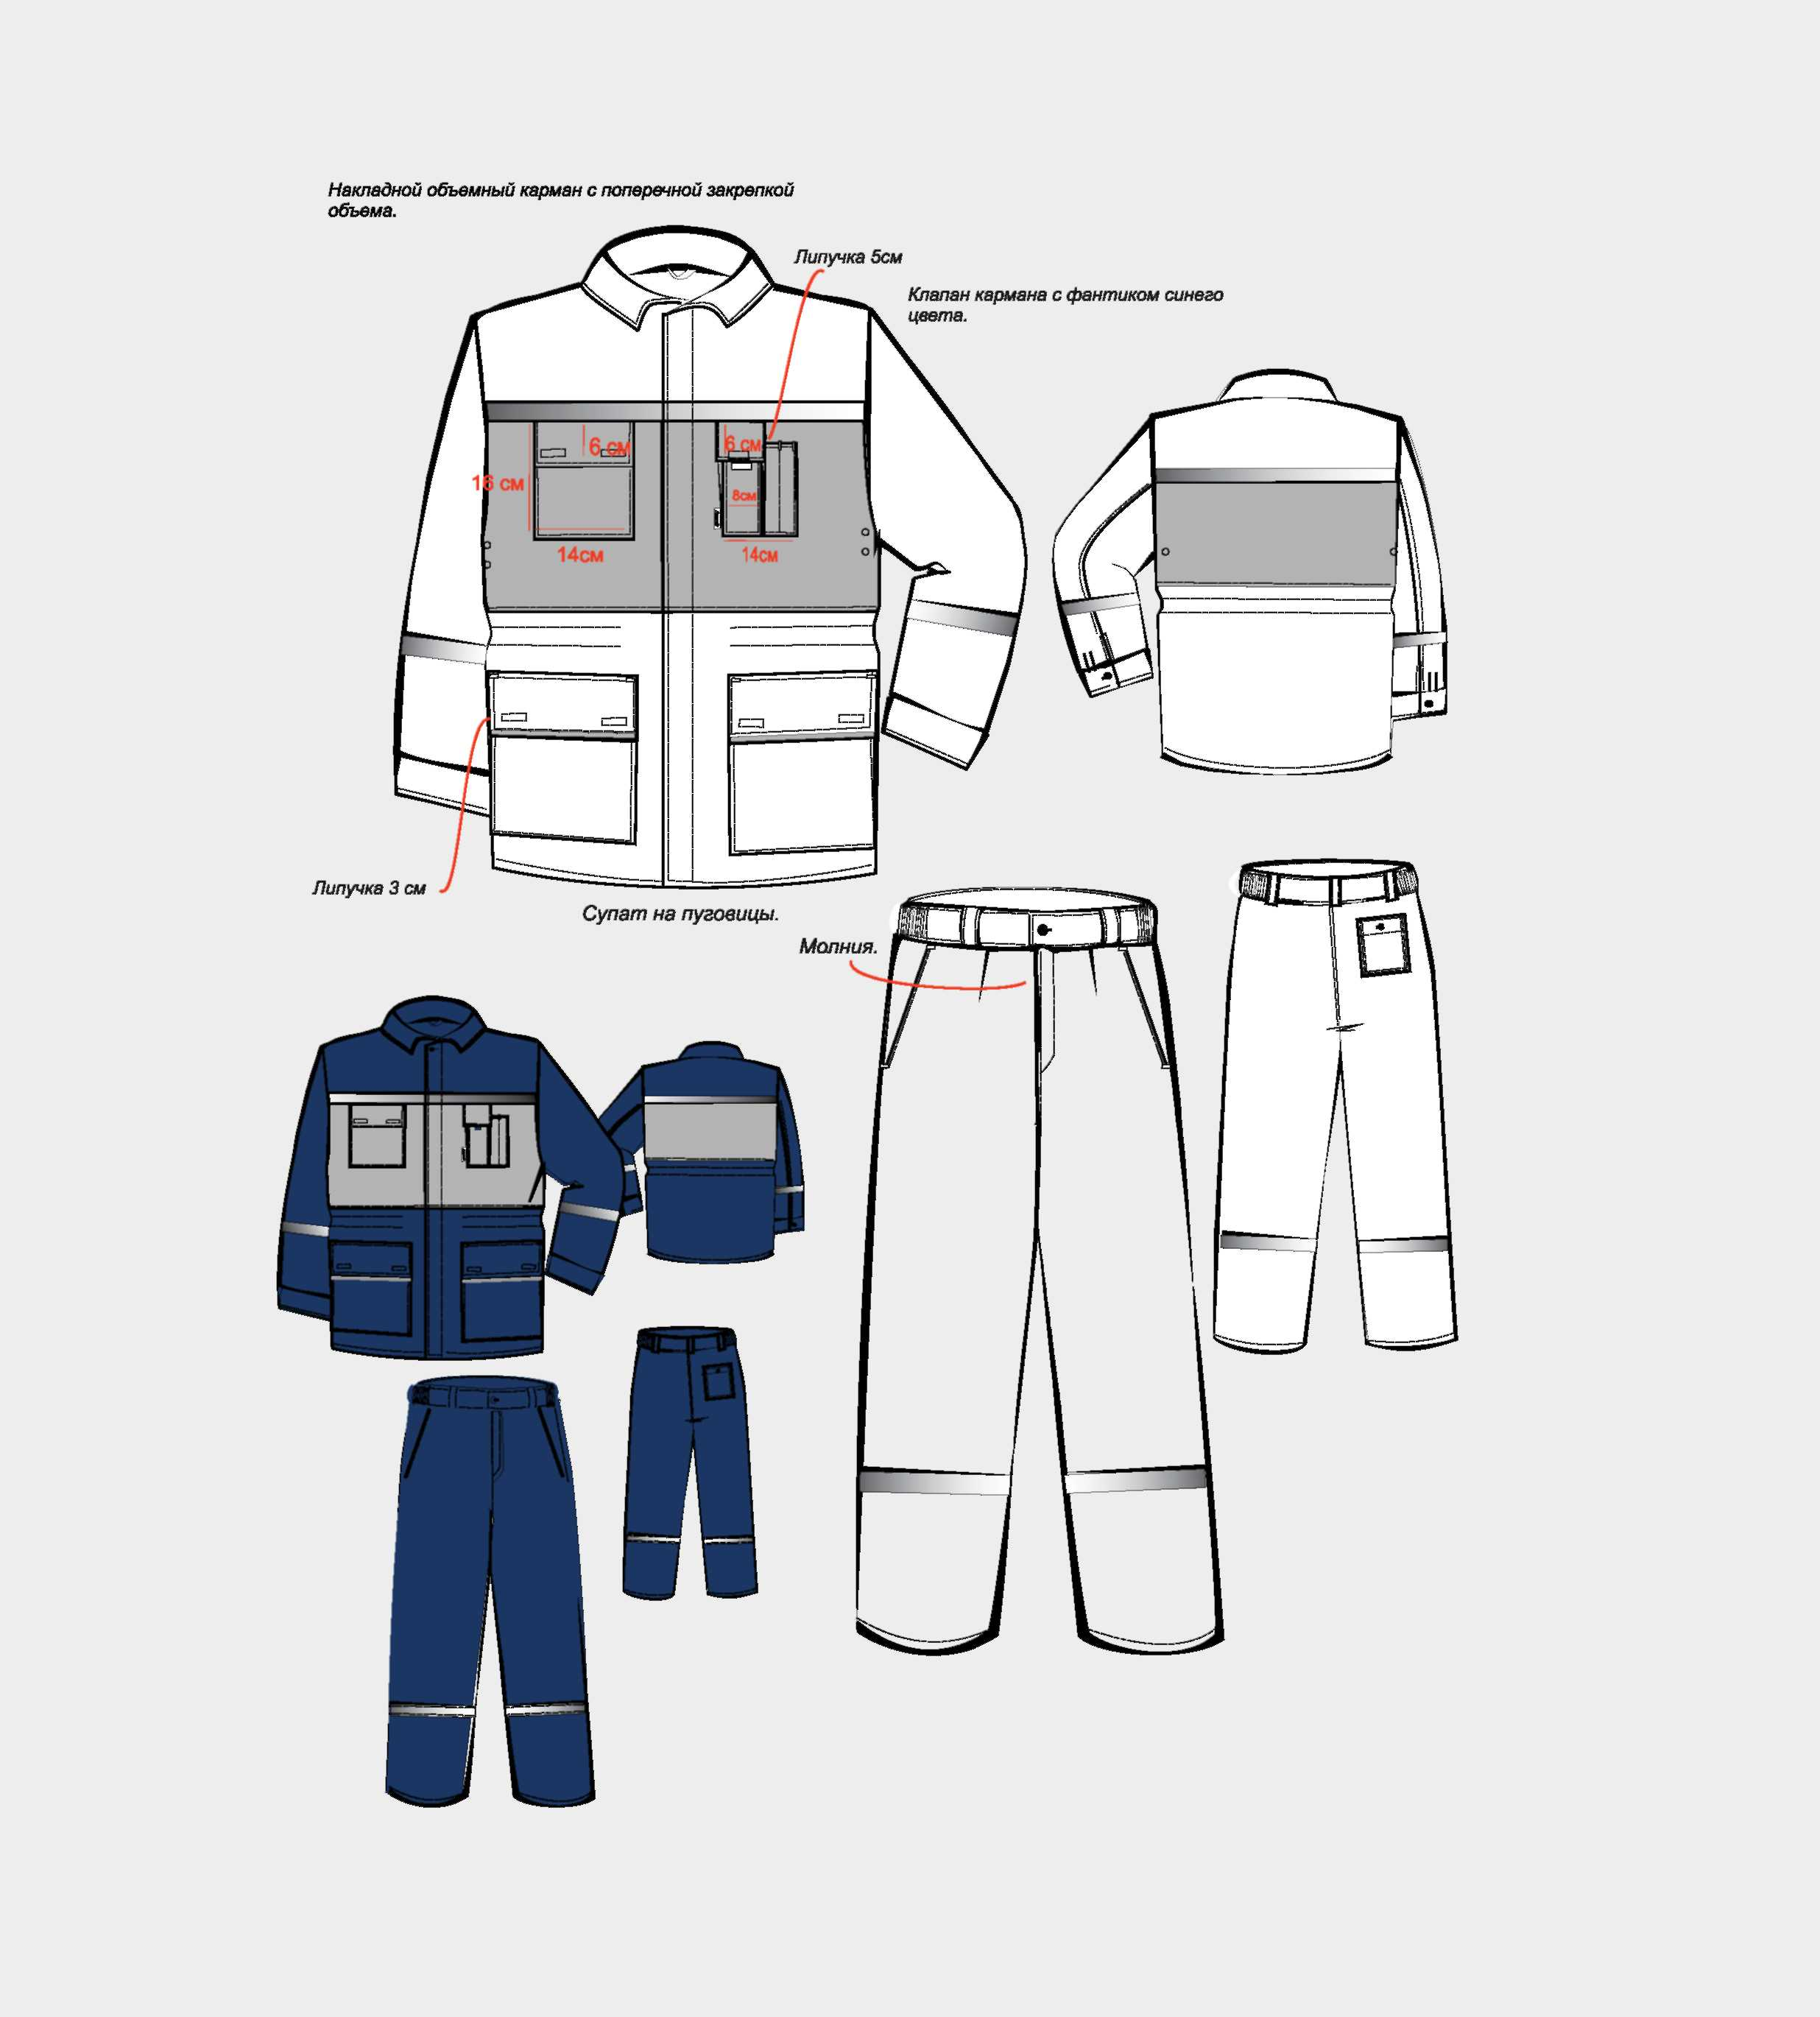 Накладной объемный карман с поперечной закрепкой
объема.
Липучка 5см
Клапан кармана с фантиком синего
цвета.
6 см
6 см
16 см
8см
14см
14см
Липучка 3 см
Супат на пуговицы.
Молния.